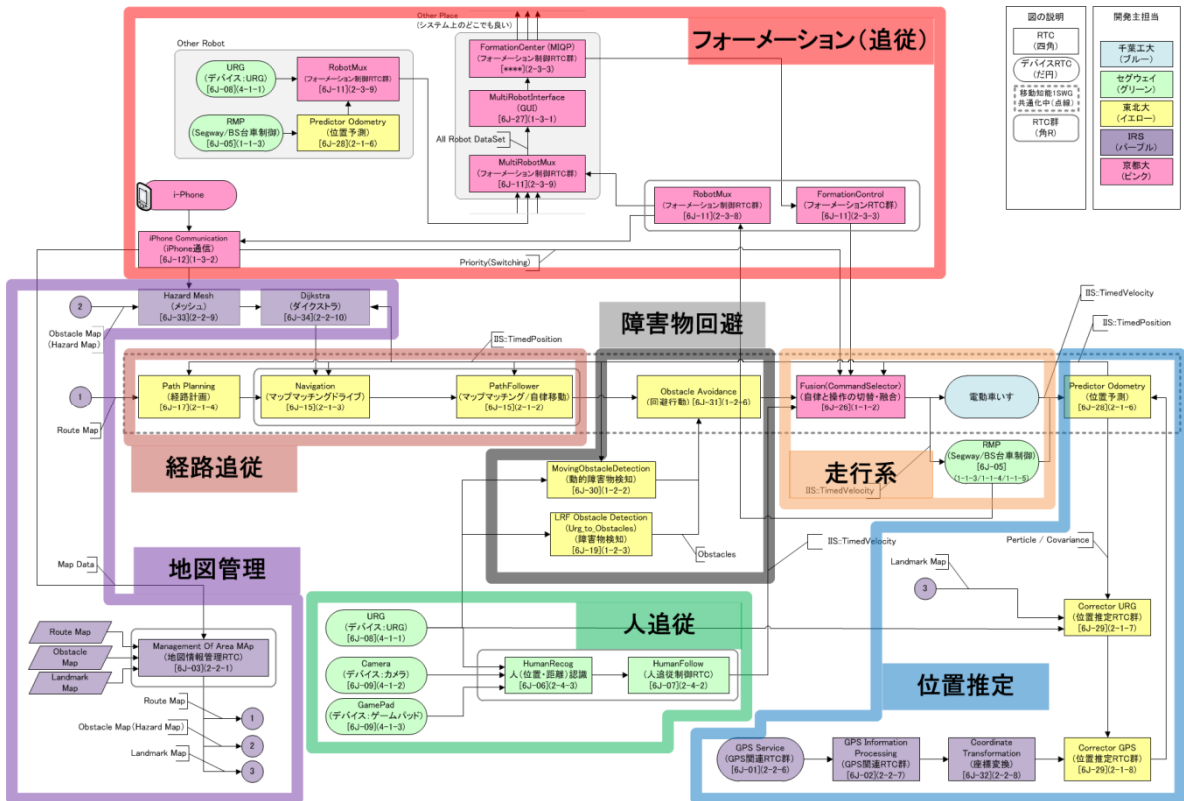 Other Place
(システム上のどこでも良い)
フォーメーション(追従)
Other Robot
URG
(デバイス:URG)
[6J-08](4-1-1)
RobotMux
(フォーメーション制御RTC群)
[6J-11](2-3-9)
RMP
(Segway/BS台車制御)
[6J-05](1-1-3)
Predictor Odometry
(位置予測)
[6J-28](2-1-6)
FormationCenter (MIQP)
(フォーメーション制御RTC群)
[****](2-3-3)
MultiRobotInterface
(GUI)
[6J-27](1-3-1)
All Robot DataSet
MultiRobotMux
(フォーメーション制御RTC群)
[6J-11](2-3-9)
RobotMux
(フォーメーション制御RTC群)
[6J-11](2-3-8)
FormationControl
(フォーメーションRTC群)
[6J-11](2-3-3)
i-Phone
iPhone Communication
(iPhone通信)
[6J-12](1-3-2)
Priority(Switching)
図の説明
RTC
(四角)
デバイスRTC
(だ円)
移動知能1SWG
共通化中(点線)
RTC群
(角R)
開発主担当
千葉工大
(ブルー)
セグウェイ
(グリーン)
東北大
(イエロー)
IRS
(パープル)
京都大
(ピンク)
2
Hazard Mesh
(メッシュ)
[6J-33](2-2-9)
Dijkstra
(ダイクストラ)
[6J-34](2-2-10)
Obstacle Map
(Hazard Map)
障害物回避
IIS::TimedVelocity
IIS::TimedPosition
IIS::TimedPosition
1
Route Map
Path Planning
(経路計画)
[6J-17](2-1-4)
Navigation
(マップマッチングドライブ)
[6J-15](2-1-3)
PathFollower
(マップマッチング/自律移動)
[6J-15](2-1-2)
Obstacle Avoidance
(回避行動) [6J-31](1-2-6)
Fusion(CommandSelector)
(自律と操作の切替・融合)
[6J-26](1-1-2)
電動車いす
Predictor Odometry
(位置予測)
[6J-28](2-1-6)
経路追従
MovingObstacleDetection
(動的障害物検知)
[6J-30](1-2-2)
LRF Obstacle Detection
(Urg_to_Obstacles)
(障害物検知)
[6J-19](1-2-3)
Obstacles
走行系
RMP
(Segway/BS台車制御)
[6J-05]
(1-1-3/1-1-4/1-1-5)
IIS::TimedVelocity
IIS::TimedVelocity
Particle / Covariance
Landmark Map
3
Corrector URG
(位置推定RTC群)
[6J-29](2-1-7)
Map Data
地図管理
Route Map
Obstacle
Map
Landmark
Map
Management Of Area MAp
(地図情報管理RTC)
[6J-03](2-2-1)
Route Map
1
Obstacle Map(Hazard Map)
2
Landmark Map
3
人追従
URG
(デバイス:URG)
[6J-08](4-1-1)
Camera
(デバイス:カメラ)
[6J-09](4-1-2)
GamePad
(デバイス:ゲームパッド)
[6J-09](4-1-3)
HumanRecog
人(位置・距離)認識
[6J-06](2-4-3)
HumanFollow
(人追従制御RTC)
[6J-07](2-4-2)
位置推定
GPS Service
(GPS関連RTC群)
[6J-01](2-2-6)
GPS Information
Processing
(GPS関連RTC群)
[6J-02](2-2-7)
Coordinate
Transformation
(座標変換)
[6J-32](2-2-8)
Corrector GPS
(位置推定RTC群)
[6J-29](2-1-8)